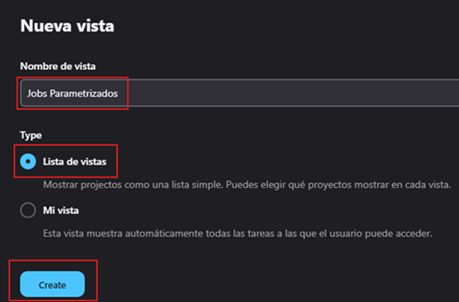 Nueva vista
Nombre de vista
Jobs Parametrizados
Type
Lista de vistas
Mostrar projectos como una lista simple. Puedes elegir qué proyectos mostrar en cada vista.
Mi vista
Esta vista muestra automáticamente todas las tareas a las que el usuario puede acceder.
Create